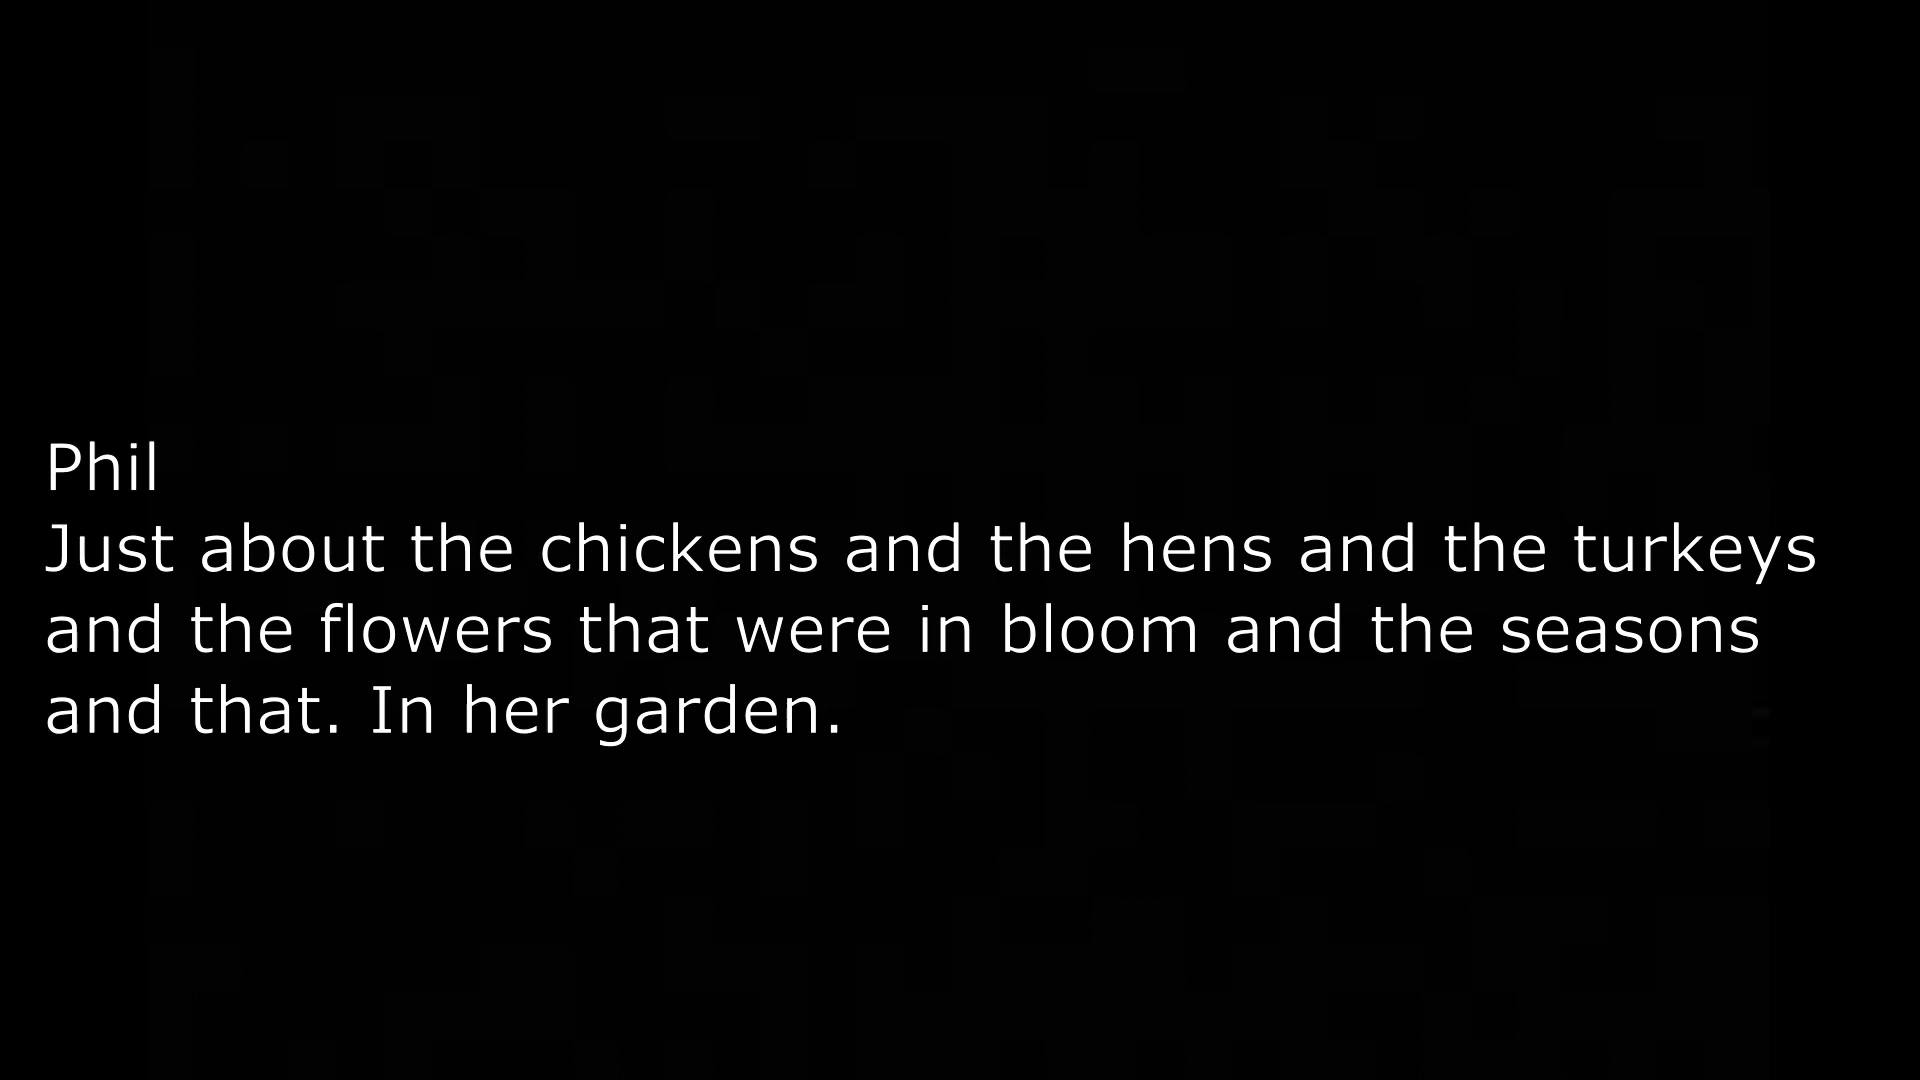 Phil
Just about the chickens and the hens and the turkeys
and the flowers that were in bloom and the seasons
and that. In her garden.